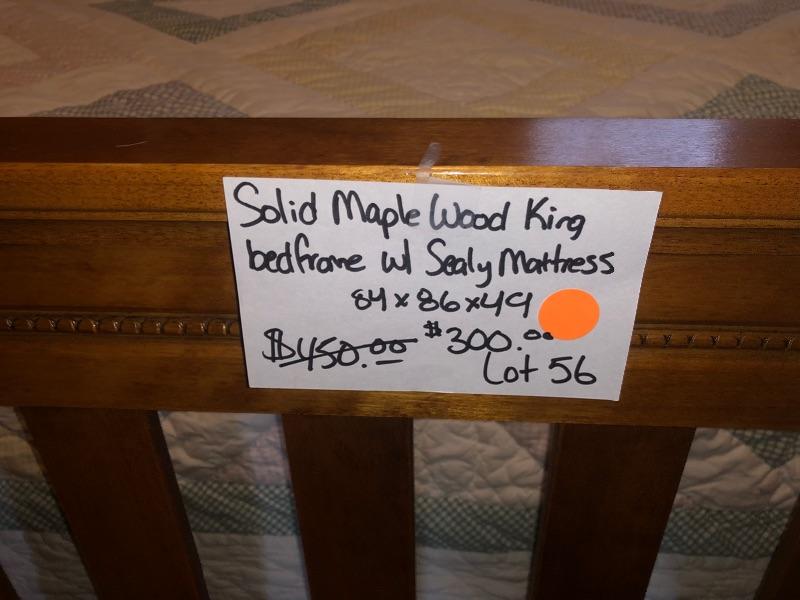 Solid Maple Wood King
bedframe w/ Sealy Mattress
84 x 86 x 49
$450.00 $300.00
Lot 56